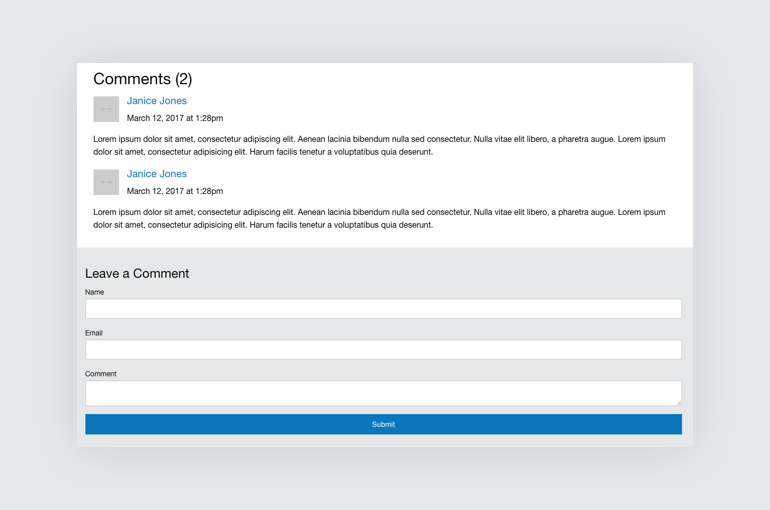 Comments (2)
Janice Jones
March 12, 2017 at 1:28pm
Lorem ipsum dolor sit amet, consectetur adipiscing elit. Aenean lacinia bibendum nulla sed consectetur. Nulla vitae elit libero, a pharetra augue. Lorem ipsum
dolor sit amet, consectetur adipisicing elit. Harum facilis tenetur a voluptatibus quia deserunt.
Janice Jones
March 12, 2017 at 1:28pm
Lorem ipsum dolor sit amet, consectetur adipiscing elit. Aenean lacinia bibendum nulla sed consectetur. Nulla vitae elit libero, a pharetra augue. Lorem ipsum
dolor sit amet, consectetur adipisicing elit. Harum facilis tenetur a voluptatibus quia deserunt.
Leave a Comment
Name
Email
Comment
Submit